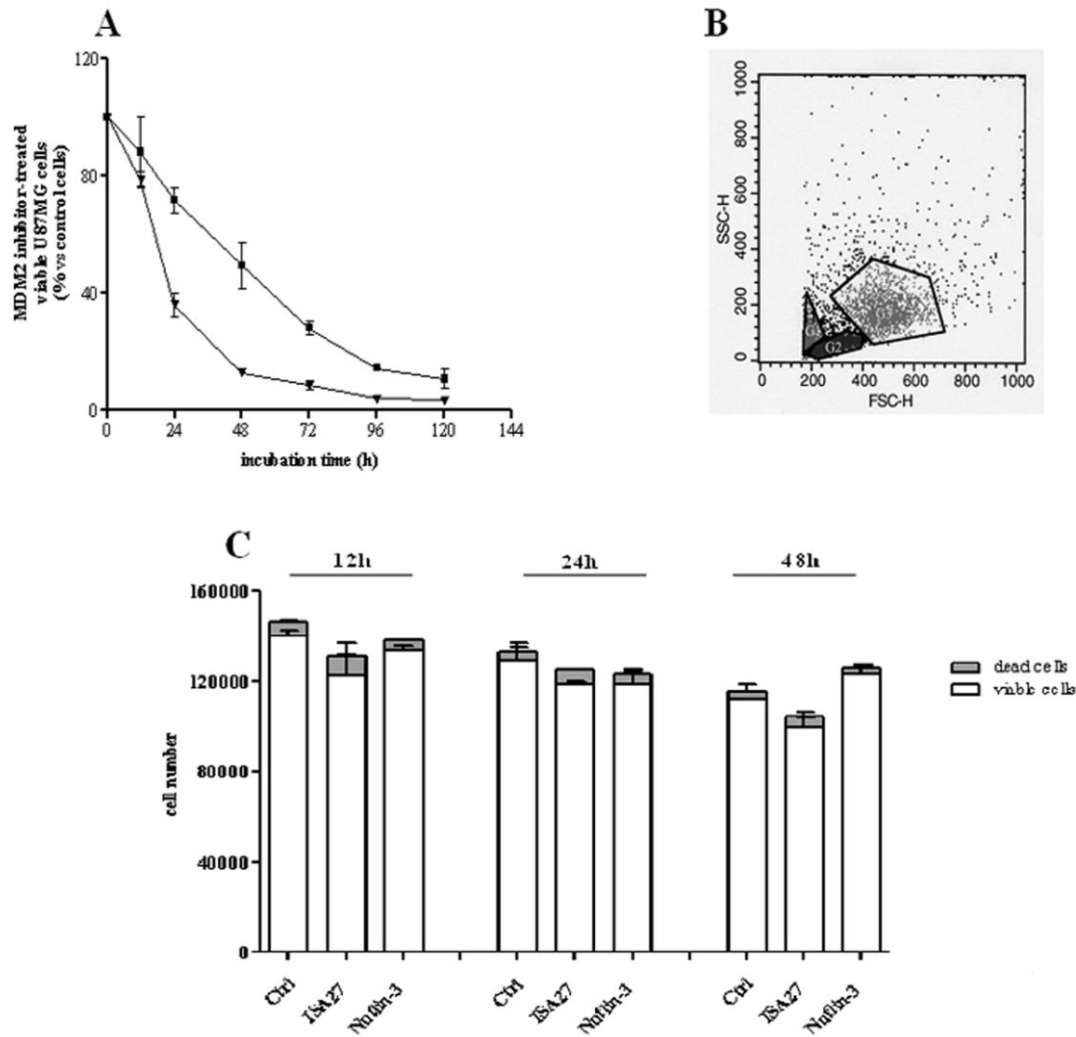 A
120
80
40
0
0 24 48 72 96 120 144
MDM2 inhibitor-treated
viable U87MG cells
(% vs control cells)
incubation time (h)
B
1000
800
600
400
200
0
0 200 400 600 800 1000
SSC-H
FSC-H
G2
C
12h 24h 48h
160000
120000
80000
40000
0
cell number
Ctrl ISA27 Nutlin-3 Ctrl ISA27 Nutlin-3 Ctrl ISA27 Nutlin-3
dead cells
viable cells